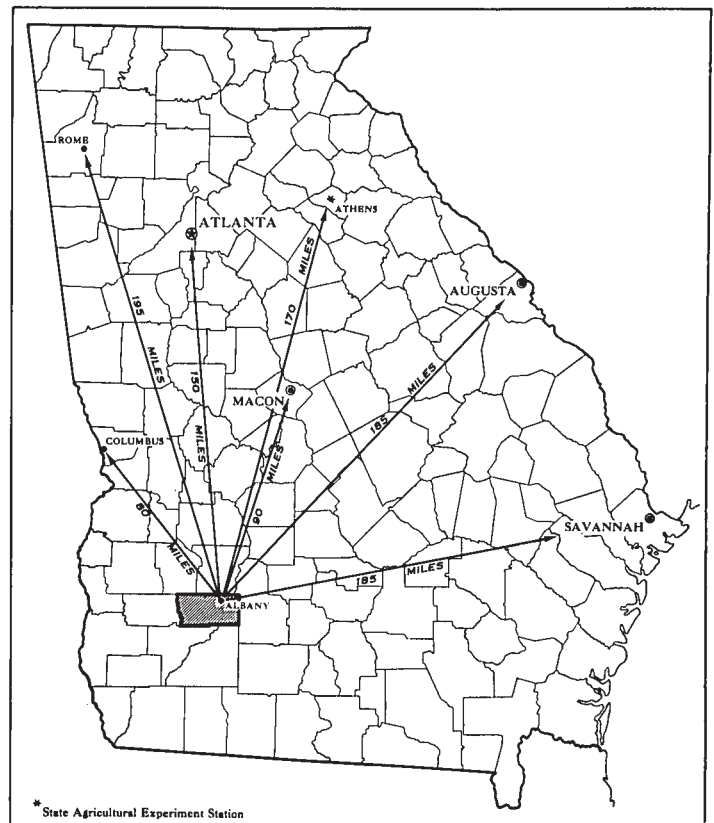 ROME
* ATHENS
ATLANTA
AUGUSTA
195 MILES
150 MILES
170 MILES
185 MILES
MACON
COLUMBUS
90 MILES
80 MILES
SAVANNAH
185 MILES
ALBANY
* State Agricultural Experiment Station